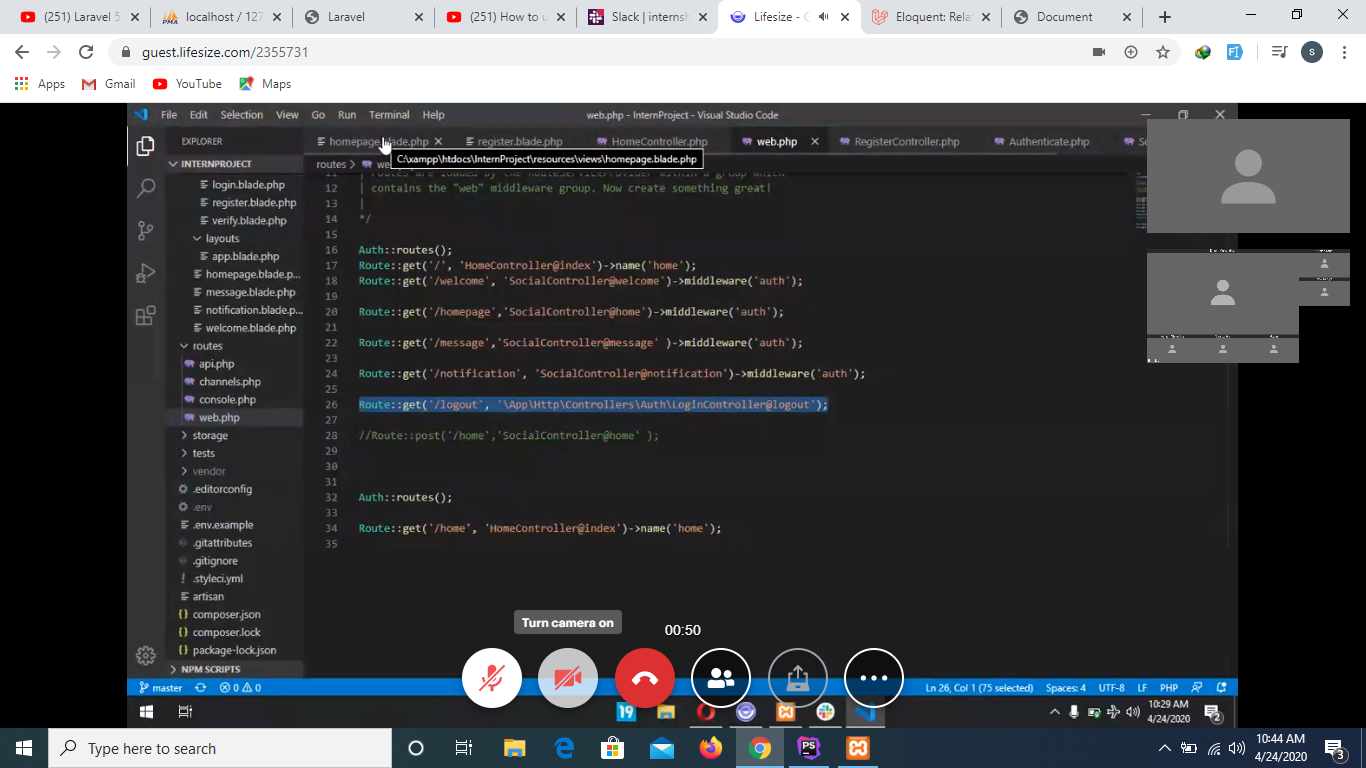 (251) Laravel 5
localhost / 127
Laravel
(251) How to u
Slack | internsh
Lifesize - G
Eloquent: Rela
Document
guest.lifesize.com/2355731
S
Apps
Gmail
YouTube
Maps
File Edit Selection View Go Run Terminal Help
web.php - InternProject - Visual Studio Code
EXPLORER
homepage.blade.php
register.blade.php
HomeController.php
web.php
RegisterController.php
Authenticate.php
C:\xampp\htdocs\InternProject\resources\views\homepage.blade.php
INTERNPROJECT
login.blade.php
register.blade.php
verify.blade.php
layouts
app.blade.php
homepage.blade.p...
message.blade.php
notification.blade.p...
welcome.blade.php
routes
api.php
channels.php
console.php
web.php
storage
tests
vendor
.editorconfig
.env
.env.example
.gitattributes
.gitignore
.styleci.yml
artisan
composer.json
composer.lock
package-lock.json
NPM SCRIPTS
routes >
11 | routes are loaded by the RouteServiceProvider within a group which
12 | contains the "web" middleware group. Now create something great!
13 |
14 */
15
16 Auth::routes();
17 Route::get('/', 'HomeController@index')->name('home');
18 Route::get('/welcome', 'SocialController@welcome')->middleware('auth');
19
20 Route::get('/homepage','SocialController@home')->middleware('auth');
21
22 Route::get('/message','SocialController@message' )->middleware('auth');
23
24 Route::get('/notification', 'SocialController@notification')->middleware('auth');
25
26 Route::get('/logout', '\App\Http\Controllers\Auth\LoginController@logout');
27
28 //Route::post('/home','SocialController@home' );
29
30
31
32 Auth::routes();
33
34 Route::get('/home', 'HomeController@index')->name('home');
35
Turn camera on
00:50
master
0 0
Ln 26, Col 1 (75 selected)
Spaces: 4
UTF-8
LF
PHP
19
10:29 AM
4/24/2020
2
Type here to search
PS
10:44 AM
4/24/2020
3